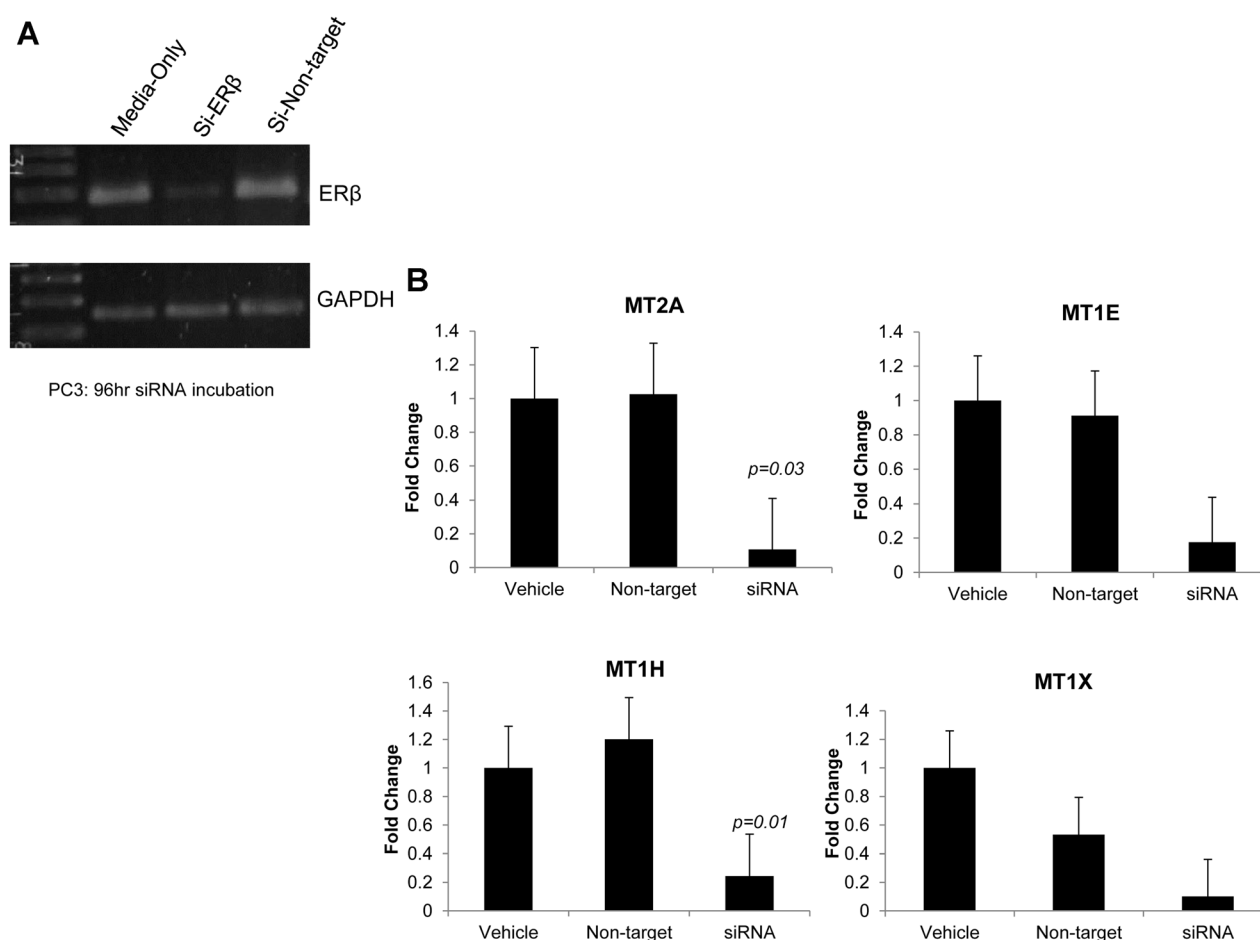 A
Media-Only
Si-ERβ
Si-Non-target
ERβ
GAPDH
PC3: 96hr siRNA incubation
B
MT2A
Fold Change
1.4
1.2
1
0.8
0.6
0.4
0.2
0
p=0.03
Vehicle Non-target siRNA
MT1E
Fold Change
1.4
1.2
1
0.8
0.6
0.4
0.2
0
Vehicle Non-target siRNA
MT1H
Fold Change
1.6
1.4
1.2
1
0.8
0.6
0.4
0.2
0
p=0.01
Vehicle Non-target siRNA
MT1X
Fold Change
1.4
1.2
1
0.8
0.6
0.4
0.2
0
Vehicle Non-target siRNA